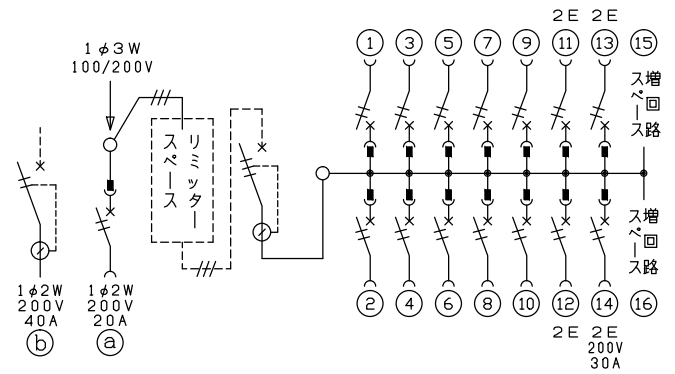 2E 2E
1 3 5 7 9 11 13 15
1φ3W
100/200V
リミッター
スペース
増回路
スペース
増回路
スペース
1φ2W
200V
40A
b
1φ2W
200V
20A
a
2 4 6 8 10 12 14 16
2E 2E
200V
30A